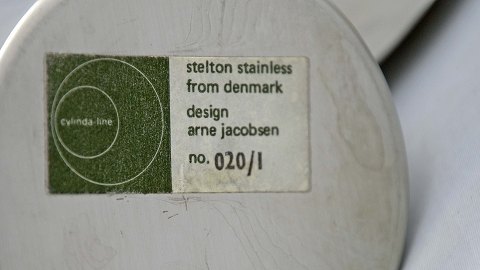 cylinda-line
stelton stainless
from denmark
design
arne jacobsen
no. 020/1